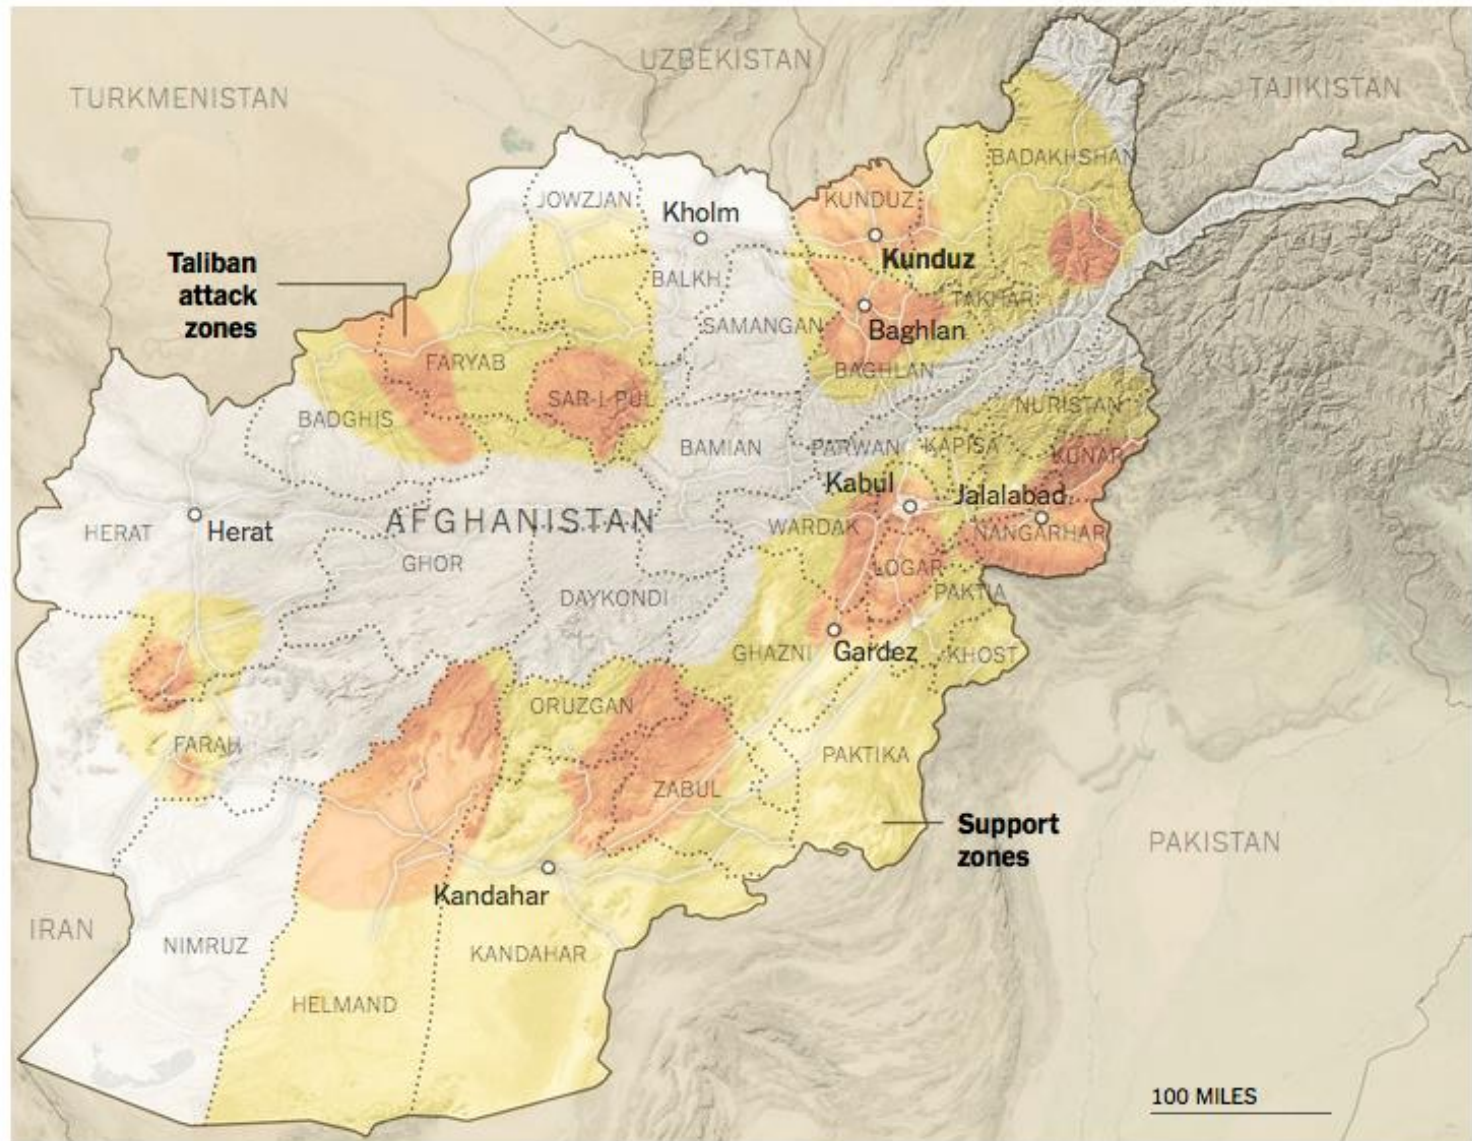 UZBEKISTAN
TURKMENISTAN
TAJIKISTAN
BADAKHSHAN
JOWZJAN
Kholm
KUNDUZ
Kunduz
Taliban
attack
zones
BALKH
TAKHAR
SAMANGAN
Baghlan
FARYAB
BAGHLAN
SAR-I-PUL
NURISTAN
BADGHIS
BAMIAN
PARWAN
KAPISA
KUNAR
Kabul
Jalalabad
AFGHANISTAN
WARDAK
HERAT
Herat
NANGARHAR
GHOR
LOGAR
DAYKONDI
PAKTIA
GHAZNI
Gardez
KHOST
ORUZGAN
FARAH
PAKTIKA
ZABUL
Support
zones
PAKISTAN
Kandahar
IRAN
NIMRUZ
KANDAHAR
HELMAND
100 MILES